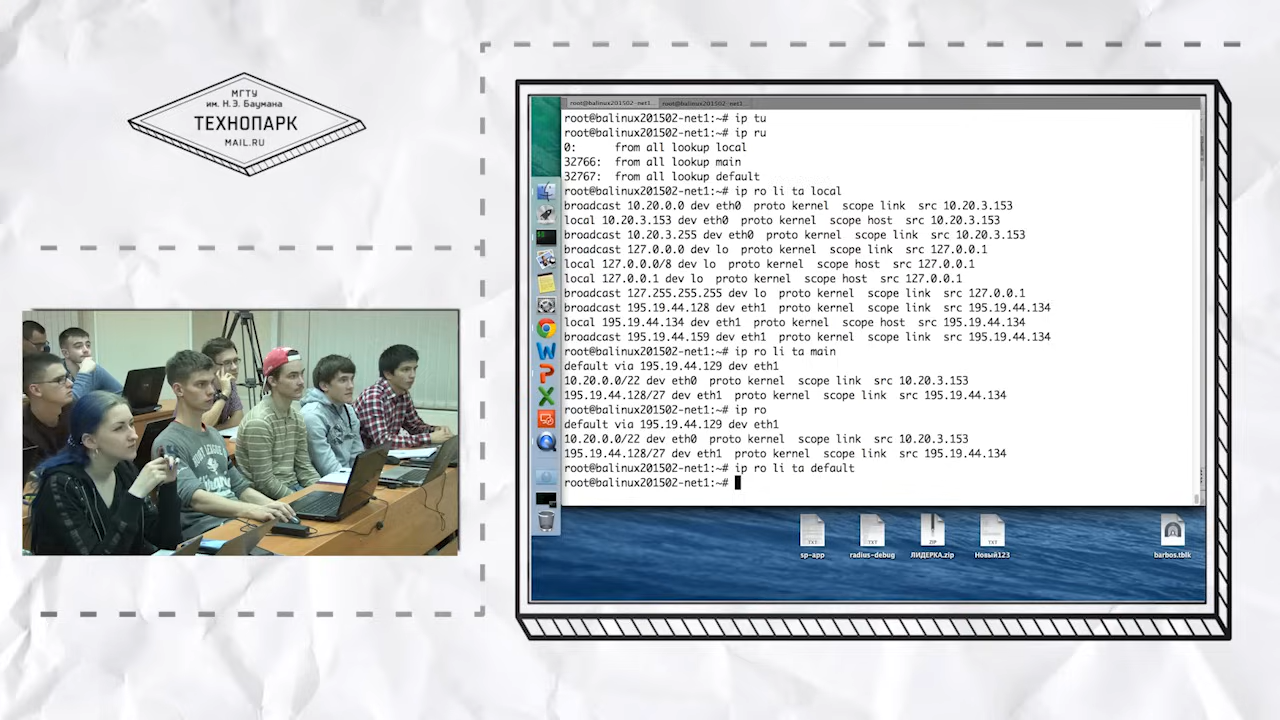 МГТУ
им. Н.Э. Баумана
ТЕХНОПАРК
MAIL.RU
root@balinux201502-net1:... root@balinux201502-net1:...
root@balinux201502-net1:~# ip tu
root@balinux201502-net1:~# ip ru
0: from all lookup local
32766: from all lookup main
32767: from all lookup default
root@balinux201502-net1:~# ip ro li ta local
broadcast 10.20.0.0 dev eth0 proto kernel scope link src 10.20.3.153
local 10.20.3.153 dev eth0 proto kernel scope host src 10.20.3.153
broadcast 10.20.3.255 dev eth0 proto kernel scope link src 10.20.3.153
broadcast 127.0.0.0 dev lo proto kernel scope link src 127.0.0.1
local 127.0.0.0/8 dev lo proto kernel scope host src 127.0.0.1
local 127.0.0.1 dev lo proto kernel scope host src 127.0.0.1
broadcast 127.255.255.255 dev lo proto kernel scope link src 127.0.0.1
broadcast 195.19.44.128 dev eth1 proto kernel scope link src 195.19.44.134
local 195.19.44.134 dev eth1 proto kernel scope host src 195.19.44.134
broadcast 195.19.44.159 dev eth1 proto kernel scope link src 195.19.44.134
root@balinux201502-net1:~# ip ro li ta main
default via 195.19.44.129 dev eth1
10.20.0.0/22 dev eth0 proto kernel scope link src 10.20.3.153
195.19.44.128/27 dev eth1 proto kernel scope link src 195.19.44.134
root@balinux201502-net1:~# ip ro
default via 195.19.44.129 dev eth1
10.20.0.0/22 dev eth0 proto kernel scope link src 10.20.3.153
195.19.44.128/27 dev eth1 proto kernel scope link src 195.19.44.134
root@balinux201502-net1:~# ip ro li ta default
root@balinux201502-net1:~#
TXT TXT ZIP TXT
sp-app radius-debug ЛИДЕРКА.zip Новый123 barbos.tblk